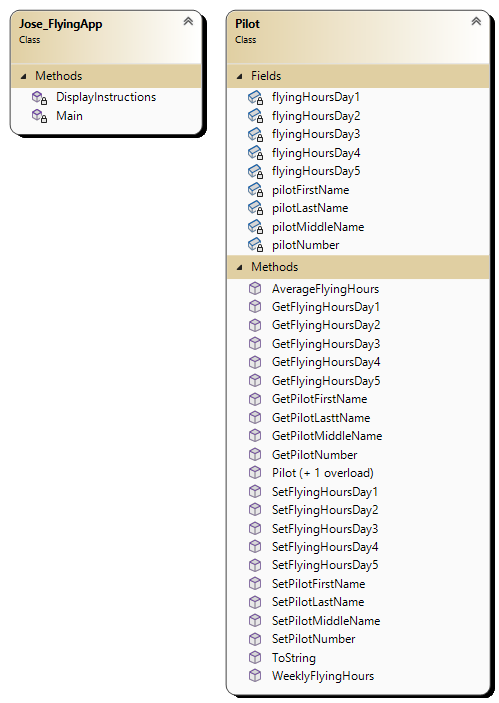 Jose_FlyingApp
Class
Methods
DisplayInstructions
Main
Pilot
Class
Fields
flyingHoursDay1
flyingHoursDay2
flyingHoursDay3
flyingHoursDay4
flyingHoursDay5
pilotFirstName
pilotLastName
pilotMiddleName
pilotNumber
Methods
AverageFlyingHours
GetFlyingHoursDay1
GetFlyingHoursDay2
GetFlyingHoursDay3
GetFlyingHoursDay4
GetFlyingHoursDay5
GetPilotFirstName
GetPilotLasttName
GetPilotMiddleName
GetPilotNumber
Pilot (+ 1 overload)
SetFlyingHoursDay1
SetFlyingHoursDay2
SetFlyingHoursDay3
SetFlyingHoursDay4
SetFlyingHoursDay5
SetPilotFirstName
SetPilotLastName
SetPilotMiddleName
SetPilotNumber
ToString
WeeklyFlyingHours